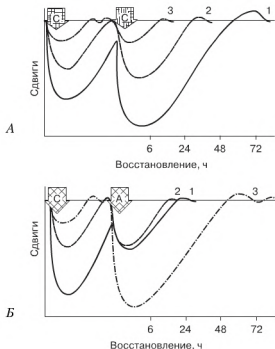 С С 3 2 1
Сдвиги
А
6 24 48 72
Восстановление, ч
С А 2 1 3
Сдвиги
Б
6 24 48 72
Восстановление, ч